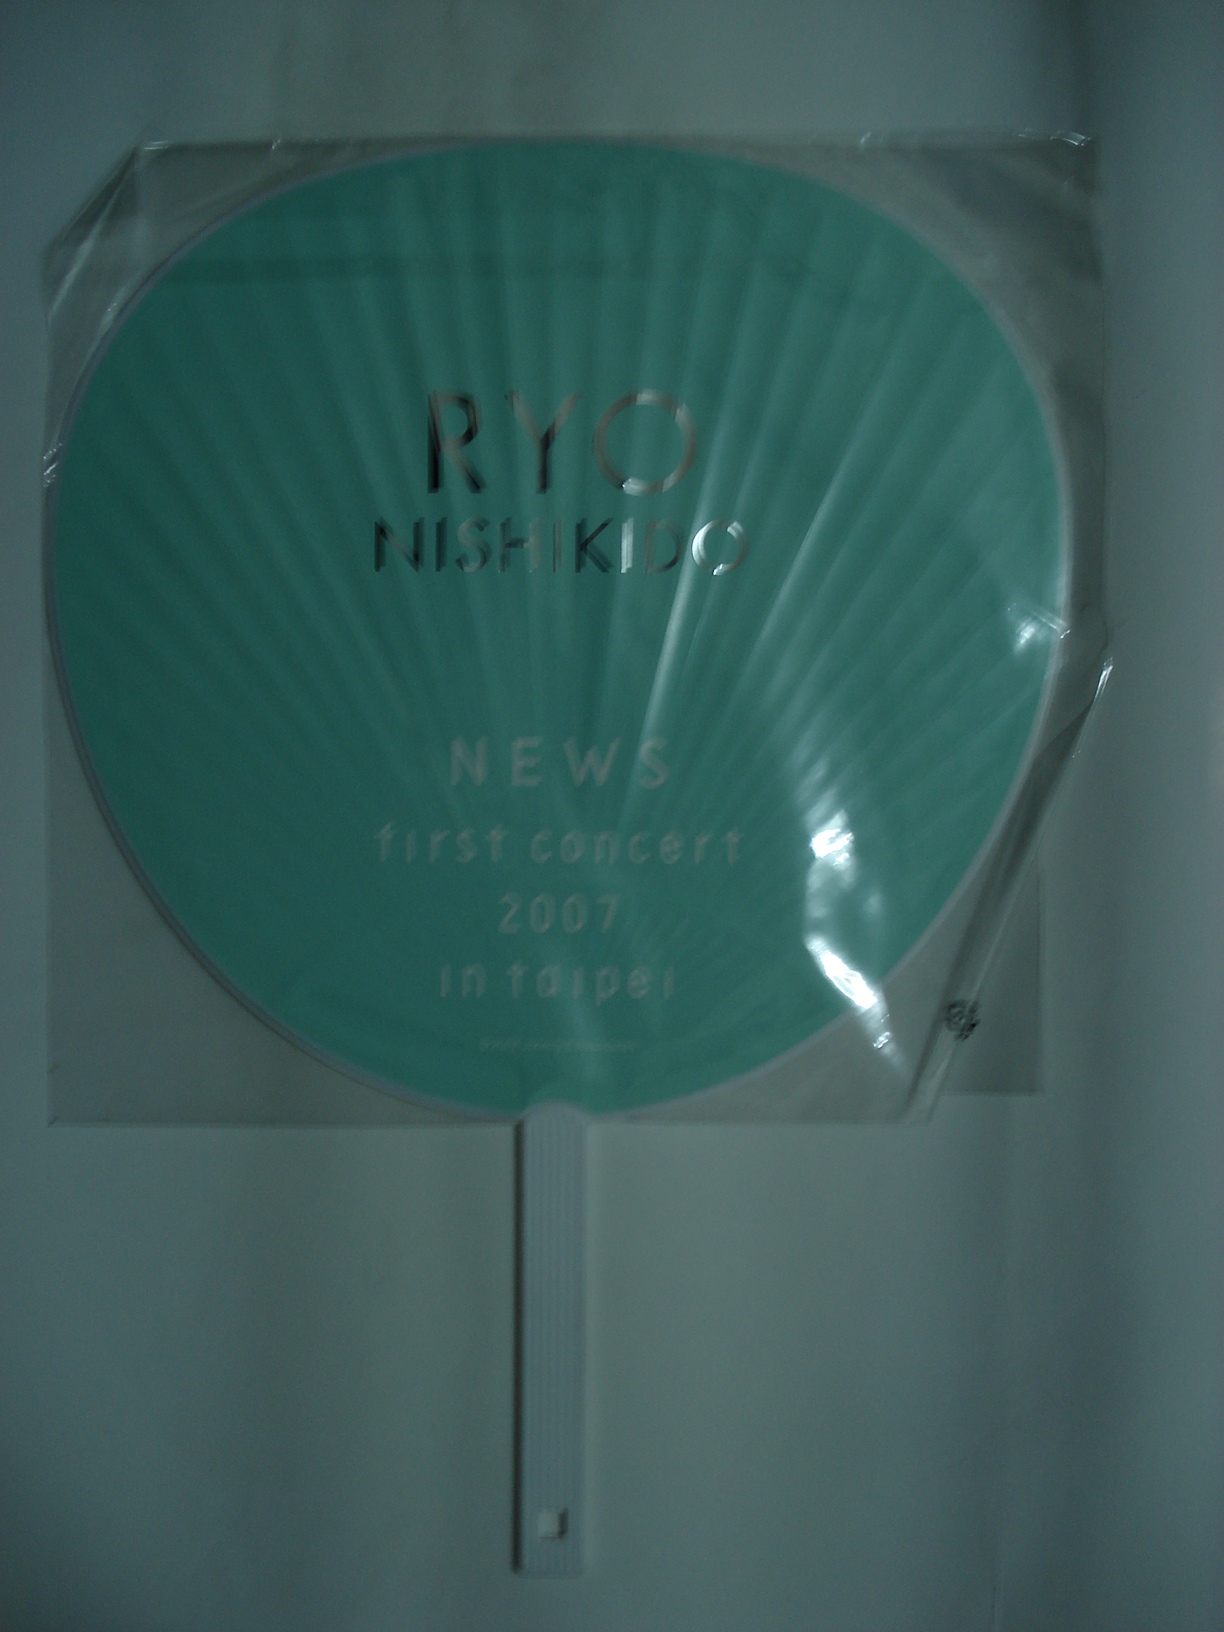 RYO
NISHIKIDO
NEWS
first concert
2007
in taipei